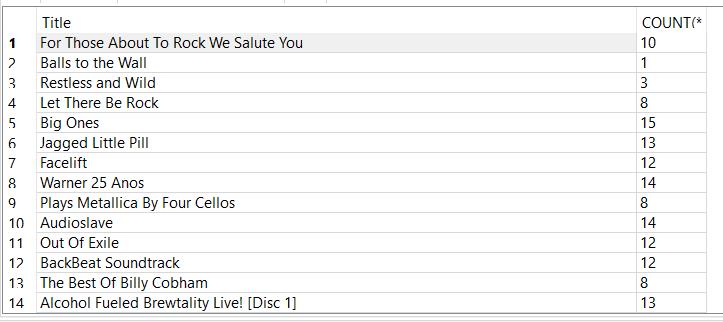 Title COUNT(*
1 For Those About To Rock We Salute You 10
2 Balls to the Wall 1
3 Restless and Wild 3
4 Let There Be Rock 8
5 Big Ones 15
6 Jagged Little Pill 13
7 Facelift 12
8 Warner 25 Anos 14
9 Plays Metallica By Four Cellos 8
10 Audioslave 14
11 Out Of Exile 12
12 BackBeat Soundtrack 12
13 The Best Of Billy Cobham 8
14 Alcohol Fueled Brewtality Live! [Disc 1] 13